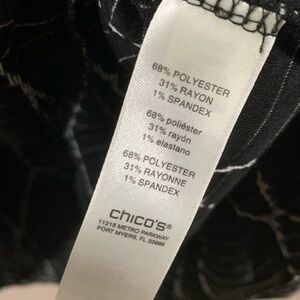 68% POLYESTER
31% RAYON
1% SPANDEX
68% poliéster
31% rayón
1% elastano
68% POLYESTER
31% RAYONNE
1% SPANDEX
chico's®
11215 METRO PARKWAY
FORT MYERS, FL 33966